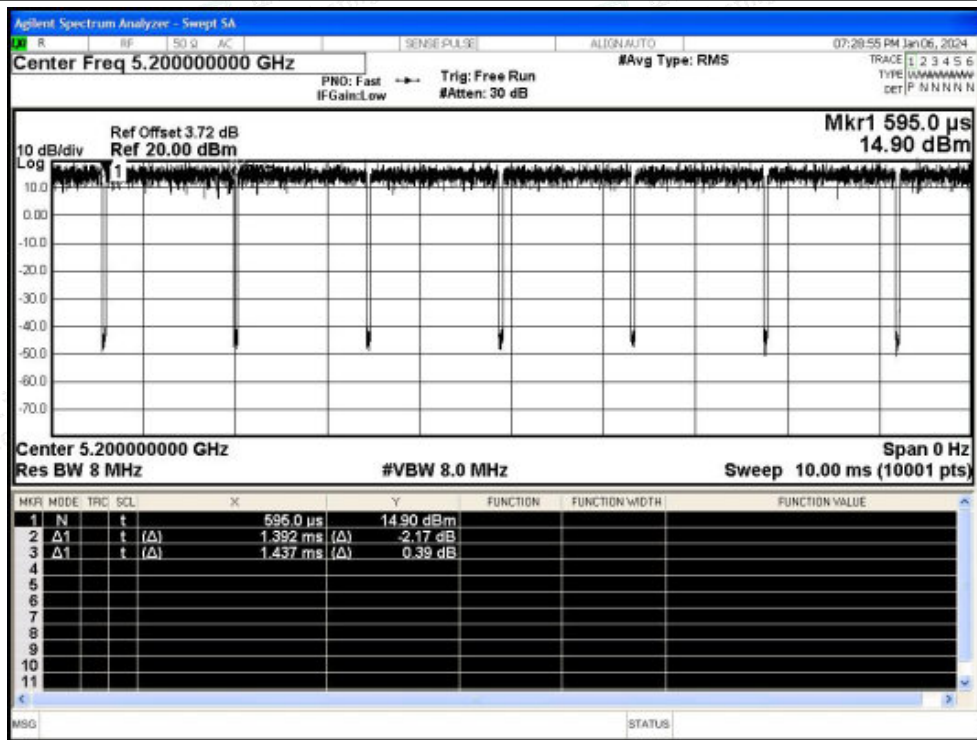 Agilent Spectrum Analyzer - Swept SA
LXI R RF 50 Ω AC SENSE:PULSE ALIGNAUTO 07:28:55 PM Jan 06, 2024
Center Freq 5.200000000 GHz #Avg Type: RMS TRACE 1 2 3 4 5 6
PNO: Fast Trig: Free Run TYPE WWWWWW
IFGain:Low #Atten: 30 dB DET P N N N N N
Mkr1 595.0 µs
Ref Offset 3.72 dB
10 dB/div Ref 20.00 dBm 14.90 dBm
Log
1
10.0
0.00
-10.0
-20.0
-30.0
-40.0
-50.0
-60.0
-70.0
Center 5.200000000 GHz Span 0 Hz
Res BW 8 MHz #VBW 8.0 MHz Sweep 10.00 ms (10001 pts)
MKR MODE TRC SCL X Y FUNCTION FUNCTION WIDTH FUNCTION VALUE
1 N t 595.0 µs 14.90 dBm
2 Δ1 t (Δ) 1.392 ms (Δ) -2.17 dB
3 Δ1 t (Δ) 1.437 ms (Δ) 0.39 dB
4
5
6
7
8
9
10
11
MSG STATUS